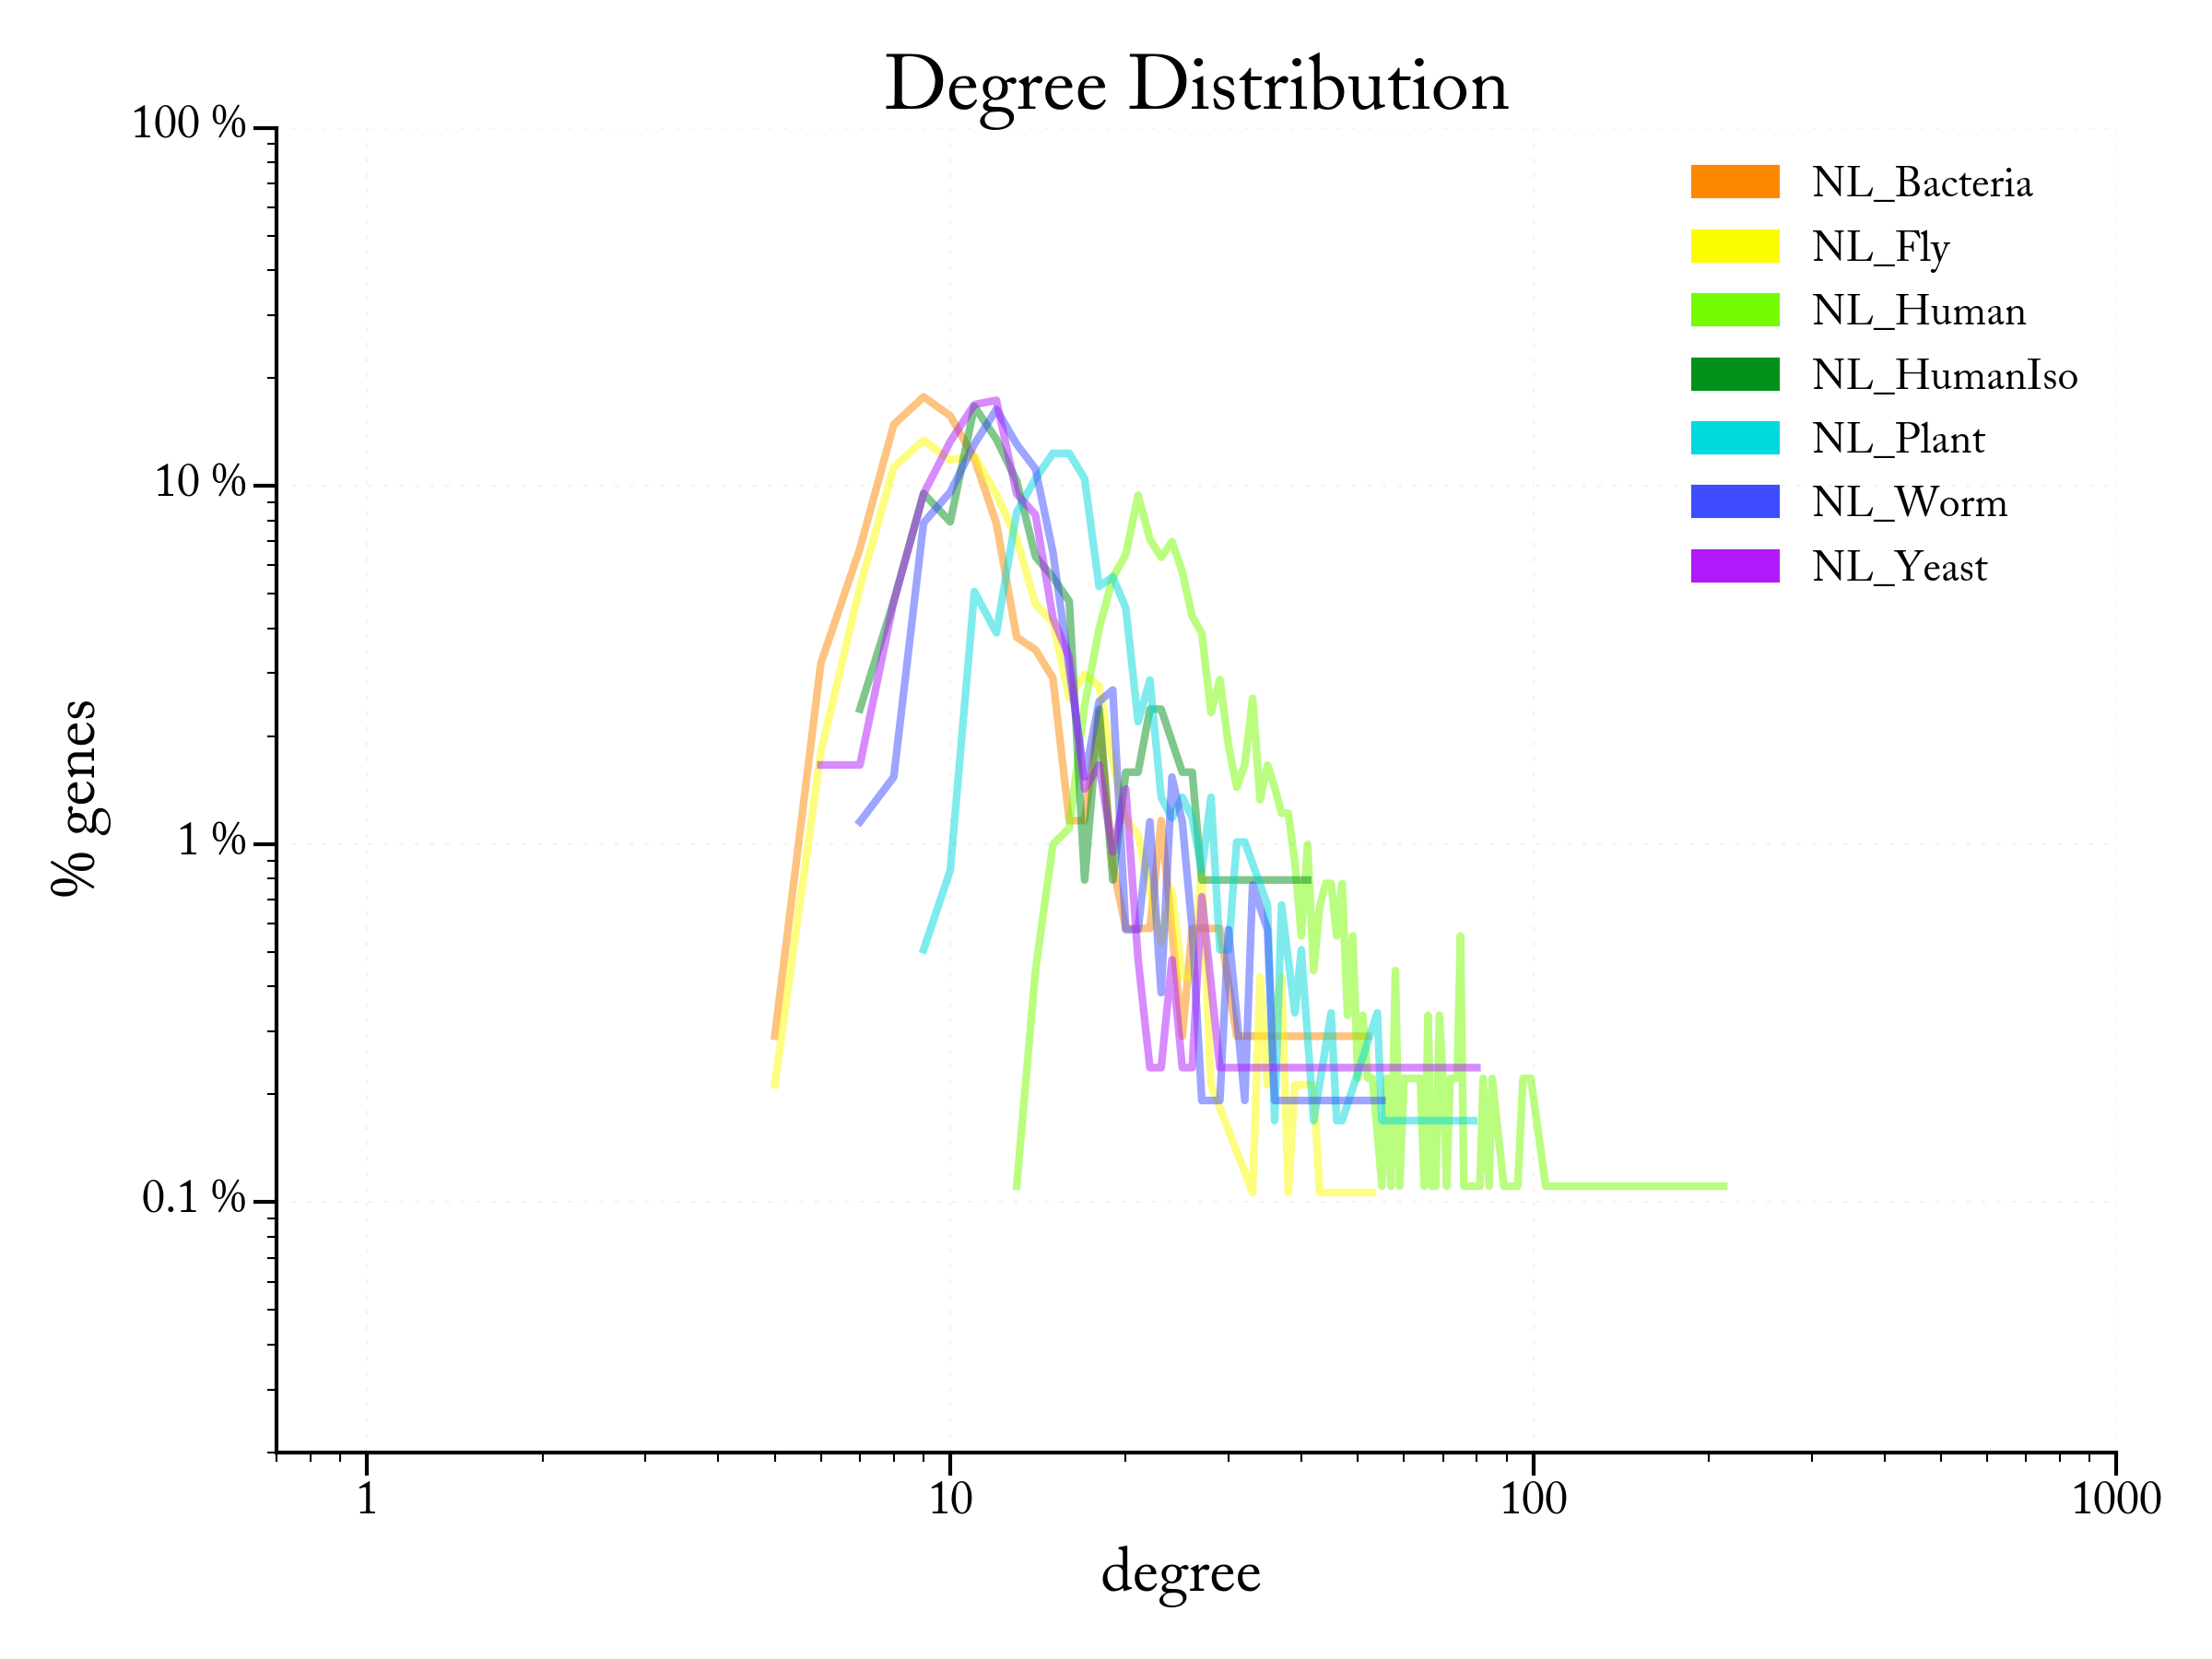 Degree Distribution
100 %
10 %
1 %
0.1 %
% genes
NL_Bacteria
NL_Fly
NL_Human
NL_HumanIso
NL_Plant
NL_Worm
NL_Yeast
1
10
100
1000
degree